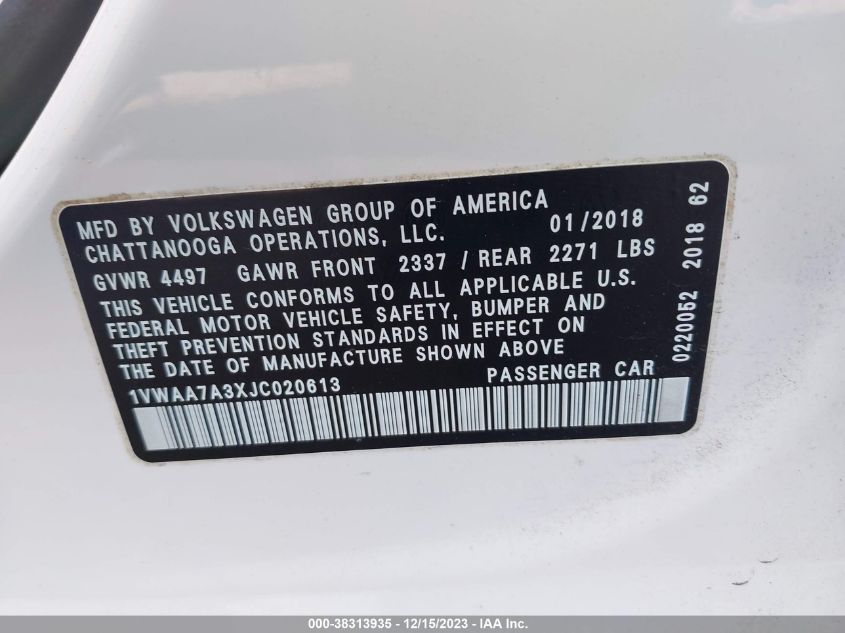 MFD BY VOLKSWAGEN GROUP OF AMERICA
CHATTANOOGA OPERATIONS, LLC. 01/2018
GVWR 4497 GAWR FRONT 2337 / REAR 2271 LBS
THIS VEHICLE CONFORMS TO ALL APPLICABLE U.S.
FEDERAL MOTOR VEHICLE SAFETY, BUMPER AND
THEFT PREVENTION STANDARDS IN EFFECT ON
THE DATE OF MANUFACTURE SHOWN ABOVE
1VWAA7A3XJC020613 PASSENGER CAR
0220052 2018 62
000-38313935 - 12/15/2023 - IAA Inc.